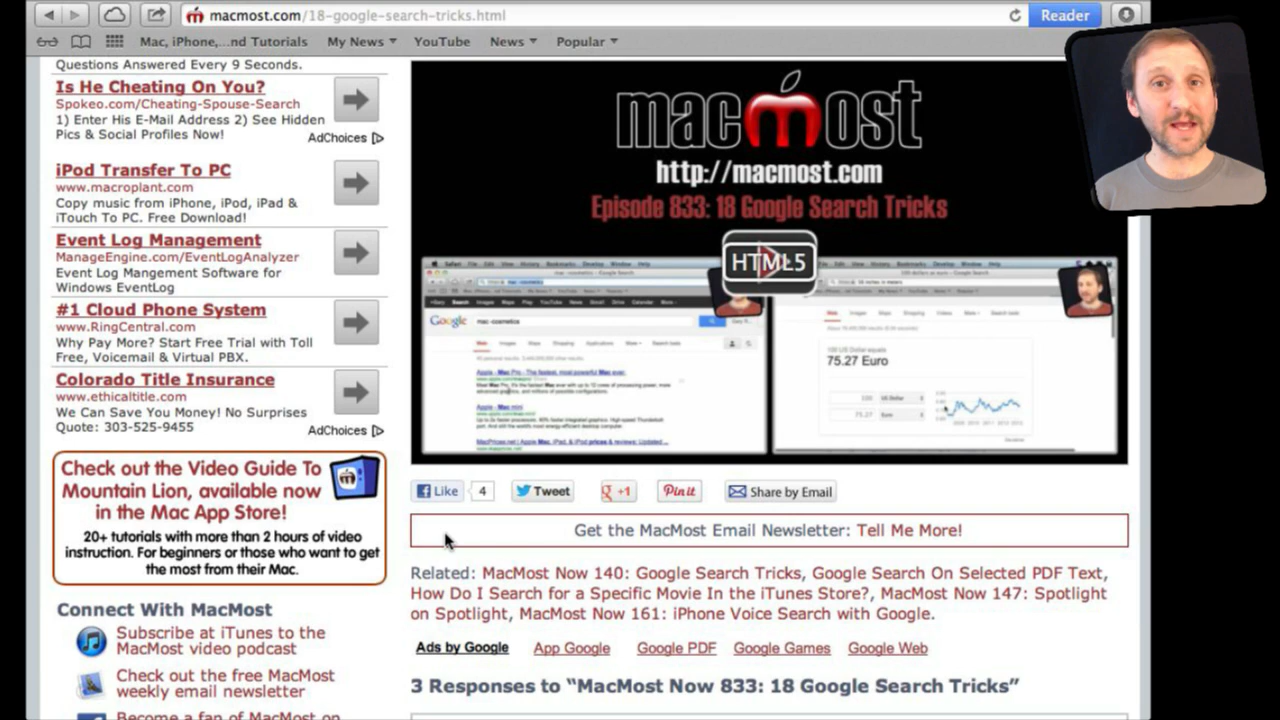 macmost.com/18-google-search-tricks.html
Reader
Mac, iPhone,...nd Tutorials
My News
YouTube
News
Popular
Questions Answered Every 9 Seconds.
Is He Cheating On You?
Spokeo.com/Cheating-Spouse-Search
1) Enter His E-Mail Address 2) See Hidden
Pics & Social Profiles Now!
AdChoices
iPod Transfer To PC
www.macroplant.com
Copy music from iPhone, iPod, iPad &
iTouch To PC. Free Download!
Event Log Management
ManageEngine.com/EventLogAnalyzer
Event Log Mangement Software for
Windows EventLog
#1 Cloud Phone System
www.RingCentral.com
Why Pay More? Start Free Trial with Toll
Free, Voicemail & Virtual PBX.
Colorado Title Insurance
www.ethicaltitle.com
We Can Save You Money! No Surprises
Quote: 303-525-9455
AdChoices
Check out the Video Guide To
Mountain Lion, available now
in the Mac App Store!
20+ tutorials with more than 2 hours of video
instruction. For beginners or those who want to get
the most from their Mac.
Connect With MacMost
Subscribe at iTunes to the
MacMost video podcast
Check out the free MacMost
weekly email newsletter
Become a fan of MacMost on
macmost
http://macmost.com
Episode 833: 18 Google Search Tricks
HTML5
Google
mac -cosmetics
75.27 Euro
Like
4
Tweet
+1
Pin it
Share by Email
Get the MacMost Email Newsletter: Tell Me More!
Related: MacMost Now 140: Google Search Tricks, Google Search On Selected PDF Text,
How Do I Search for a Specific Movie In the iTunes Store?, MacMost Now 147: Spotlight
on Spotlight, MacMost Now 161: iPhone Voice Search with Google.
Ads by Google
App Google
Google PDF
Google Games
Google Web
3 Responses to “MacMost Now 833: 18 Google Search Tricks”